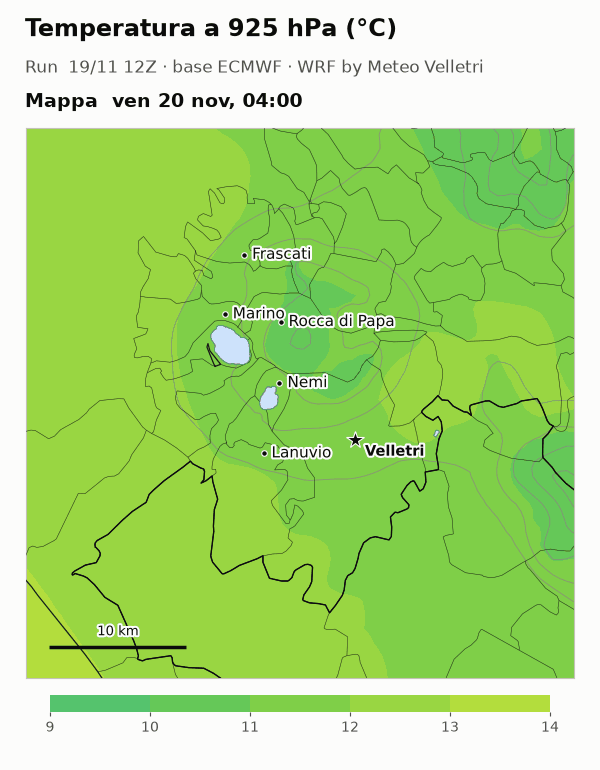 Temperatura a 925 hPa (°C)
Run  19/11 12Z · base ECMWF · WRF by Meteo Velletri
Mappa  ven 20 nov, 04:00
Frascati
Marino
Rocca di Papa
Nemi
Velletri
Lanuvio
10 km
9 10 11 12 13 14